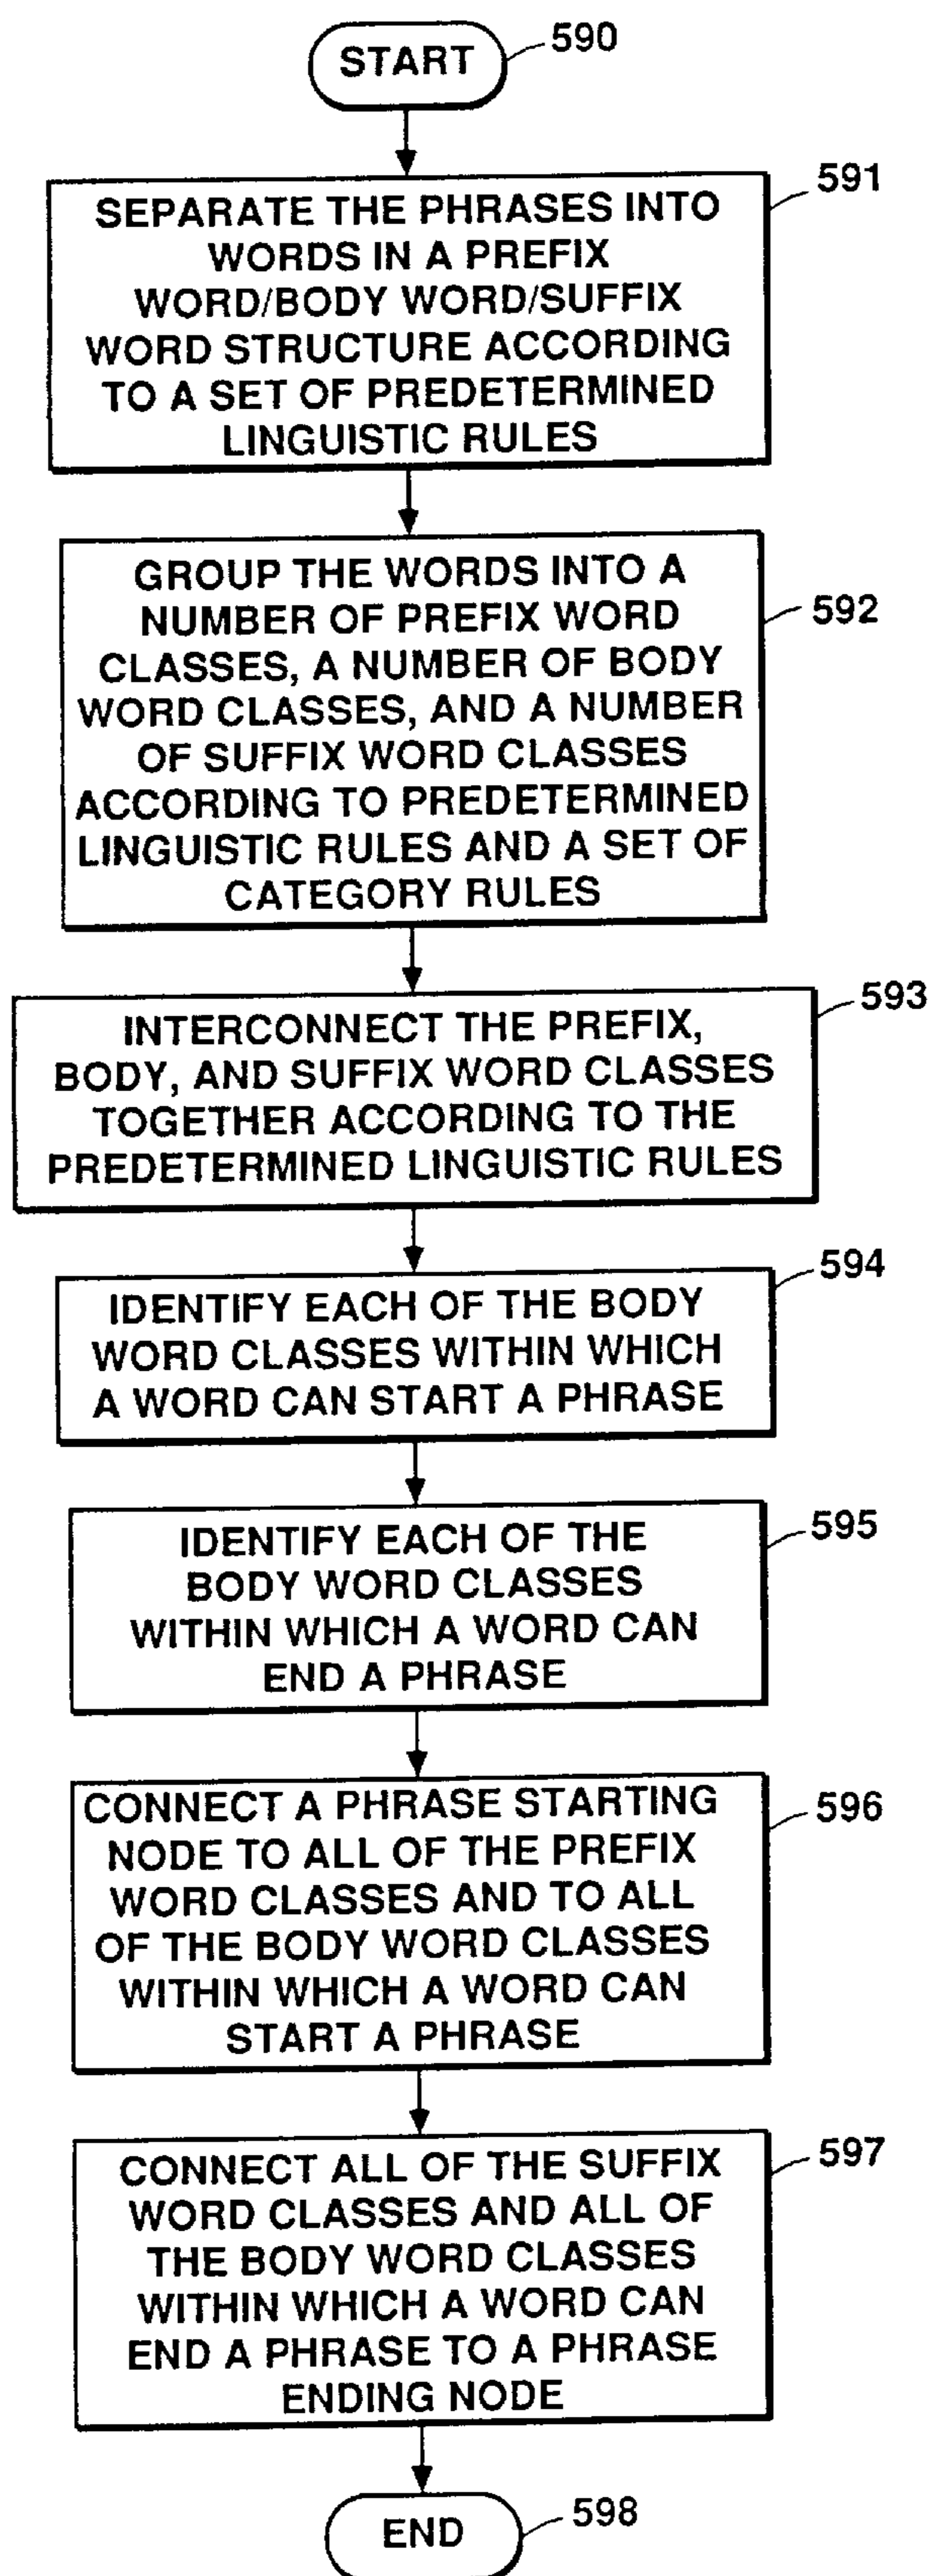 START
590
591
SEPARATE THE PHRASES INTO
WORDS IN A PREFIX
WORD/BODY WORD/SUFFIX
WORD STRUCTURE ACCORDING
TO A SET OF PREDETERMINED
LINGUISTIC RULES
592
GROUP THE WORDS INTO A
NUMBER OF PREFIX WORD
CLASSES, A NUMBER OF BODY
WORD CLASSES, AND A NUMBER
OF SUFFIX WORD CLASSES
ACCORDING TO PREDETERMINED
LINGUISTIC RULES AND A SET OF
CATEGORY RULES
593
INTERCONNECT THE PREFIX,
BODY, AND SUFFIX WORD CLASSES
TOGETHER ACCORDING TO THE
PREDETERMINED LINGUISTIC RULES
594
IDENTIFY EACH OF THE BODY
WORD CLASSES WITHIN WHICH
A WORD CAN START A PHRASE
595
IDENTIFY EACH OF THE
BODY WORD CLASSES
WITHIN WHICH A WORD CAN
END A PHRASE
596
CONNECT A PHRASE STARTING
NODE TO ALL OF THE PREFIX
WORD CLASSES AND TO ALL
OF THE BODY WORD CLASSES
WITHIN WHICH A WORD CAN
START A PHRASE
597
CONNECT ALL OF THE SUFFIX
WORD CLASSES AND ALL OF
THE BODY WORD CLASSES
WITHIN WHICH A WORD CAN
END A PHRASE TO A PHRASE
ENDING NODE
END
598